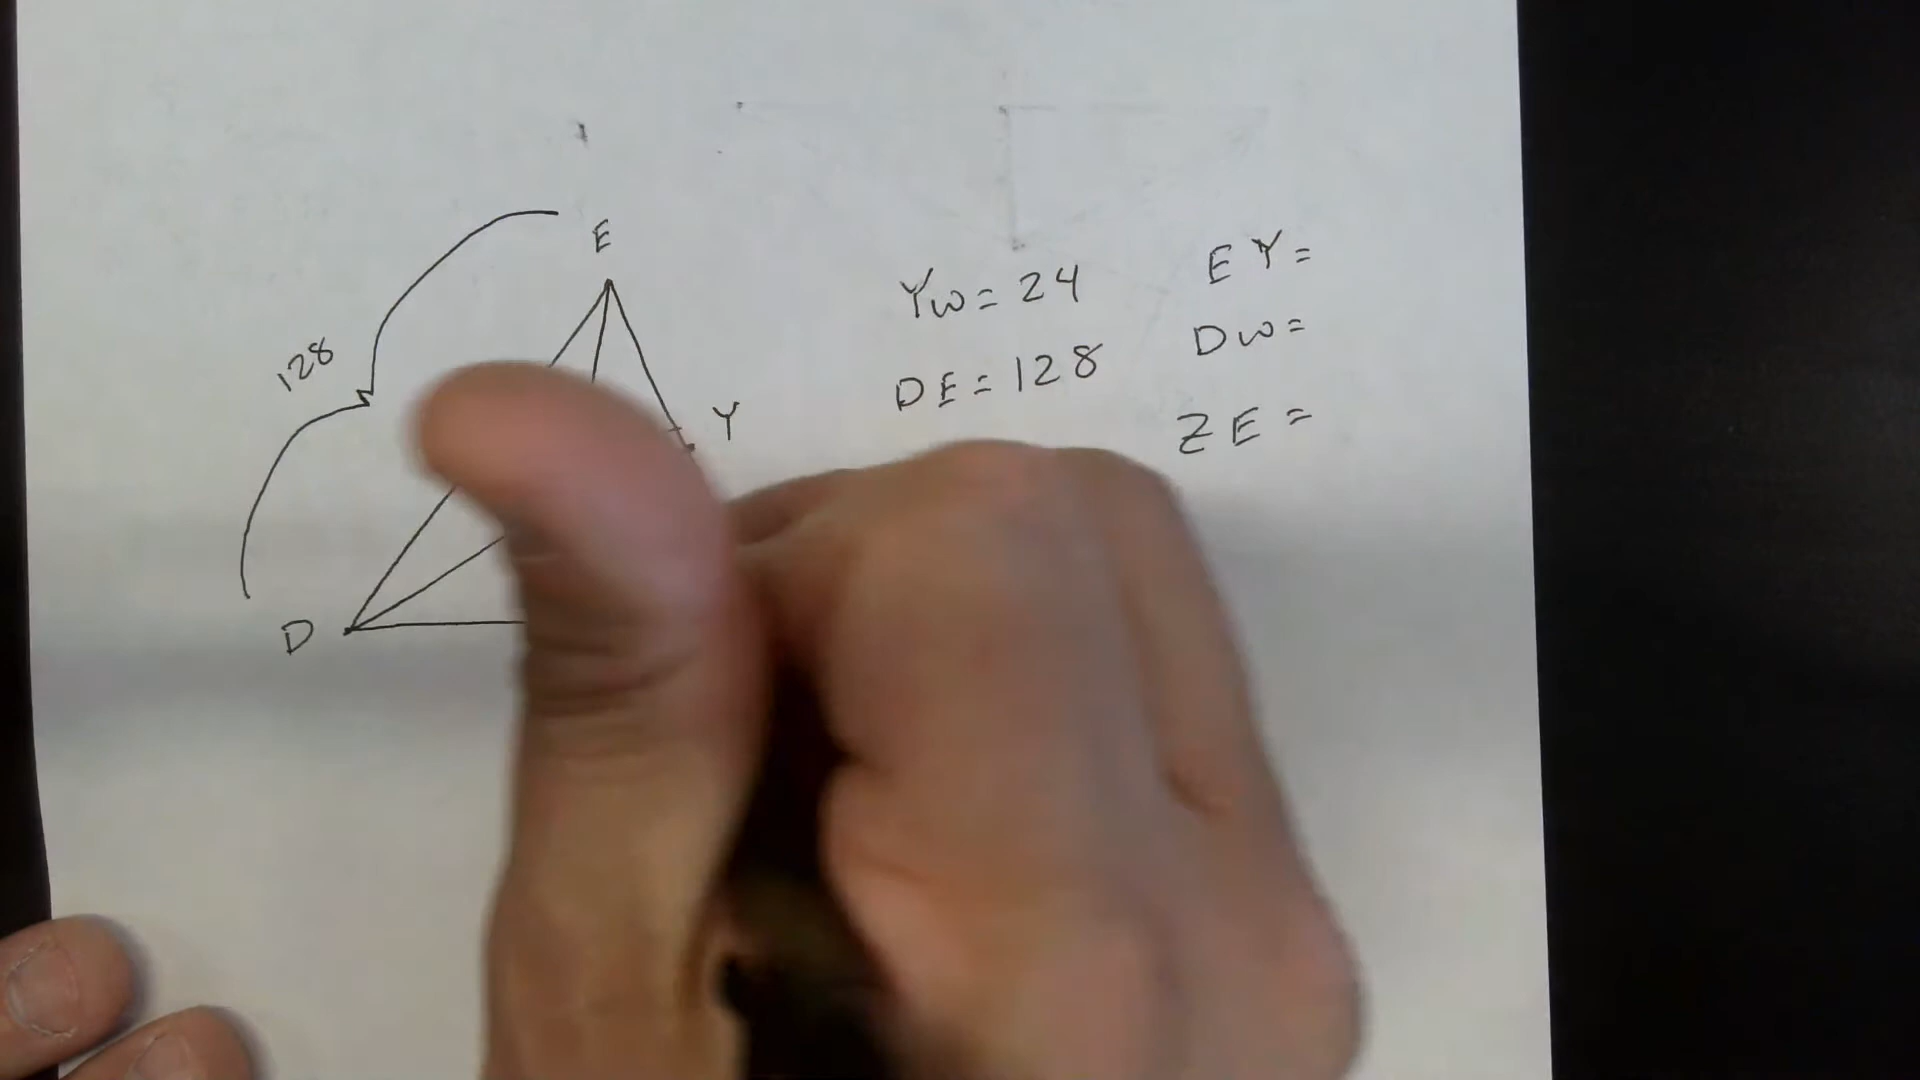 E
128
Y
D
YW = 24
DE = 128
EY =
DW =
ZE =